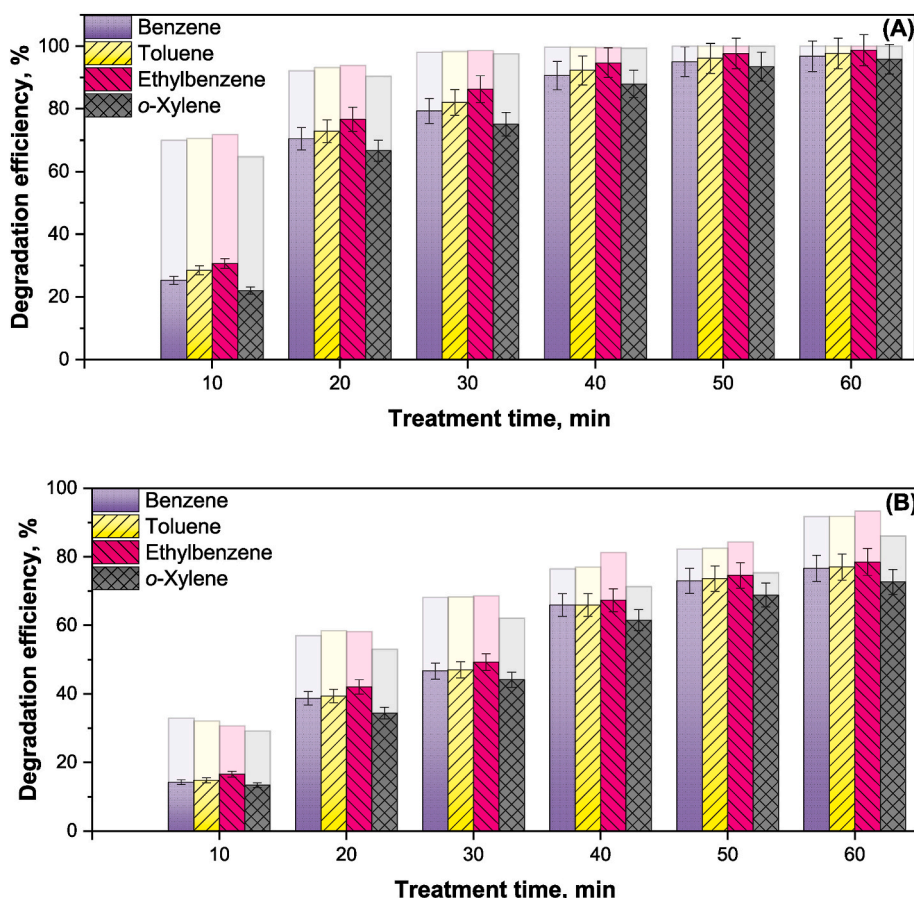 (A)
Benzene
Toluene
Ethylbenzene
o-Xylene
Degradation efficiency, %
100
80
60
40
20
0
10 20 30 40 50 60
Treatment time, min
(B)
Benzene
Toluene
Ethylbenzene
o-Xylene
Degradation efficiency, %
100
80
60
40
20
0
10 20 30 40 50 60
Treatment time, min